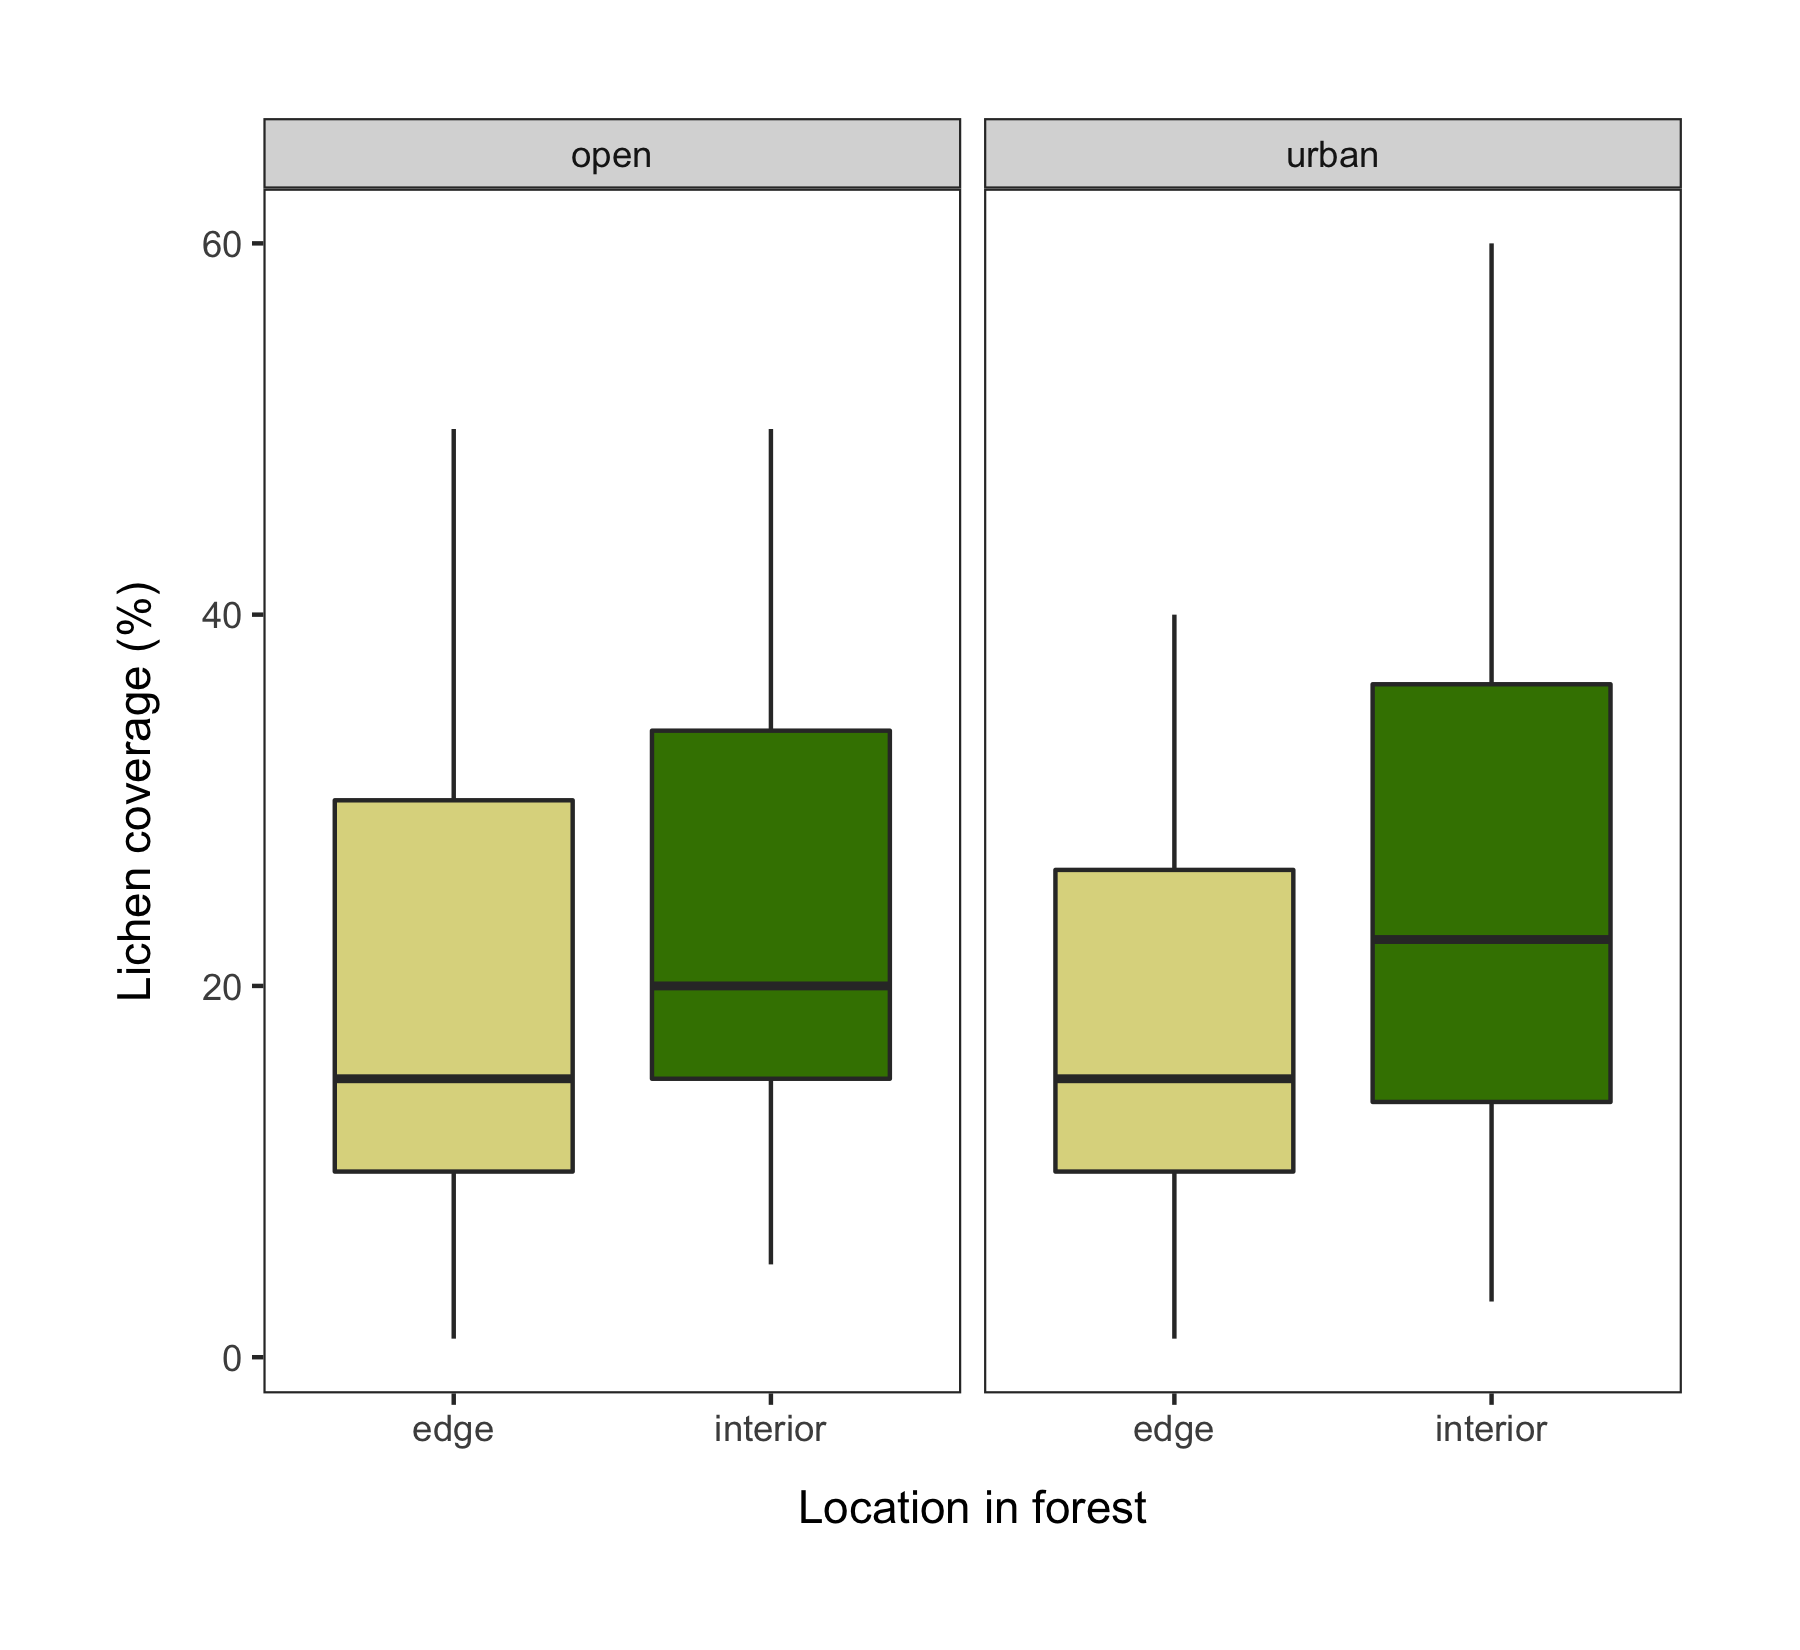 open
urban
60
40
20
0
Lichen coverage (%)
edge
interior
edge
interior
Location in forest